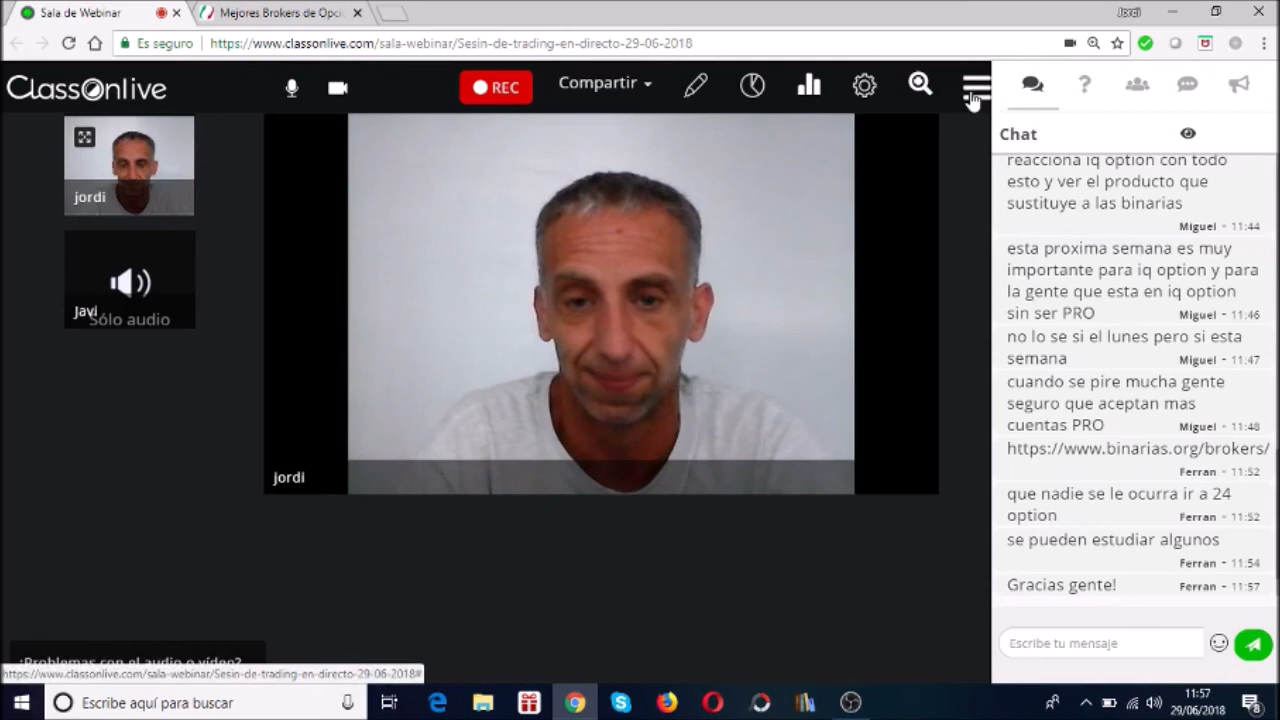 Sala de Webinar
Mejores Brokers de Opci
Jordi
Es seguro
https://www.classonlive.com/sala-webinar/Sesin-de-trading-en-directo-29-06-2018
ClassOnlive
REC
Compartir
jordi
Javi
Sólo audio
jordi
¿Problemas con el audio o vídeo?
https://www.classonlive.com/sala-webinar/Sesin-de-trading-en-directo-29-06-2018#
Chat
reacciona iq option con todo
esto y ver el producto que
sustituye a las binarias
Miguel - 11:44
esta proxima semana es muy
importante para iq option y para
la gente que esta en iq option
sin ser PRO
Miguel - 11:46
no lo se si el lunes pero si esta
semana
Miguel - 11:47
cuando se pire mucha gente
seguro que aceptan mas
cuentas PRO
Miguel - 11:48
https://www.binarias.org/brokers/
Ferran - 11:52
que nadie se le ocurra ir a 24
option
Ferran - 11:52
se pueden estudiar algunos
Ferran - 11:54
Gracias gente!
Ferran - 11:57
Escribe tu mensaje
Escribe aquí para buscar
11:57
29/06/2018
8